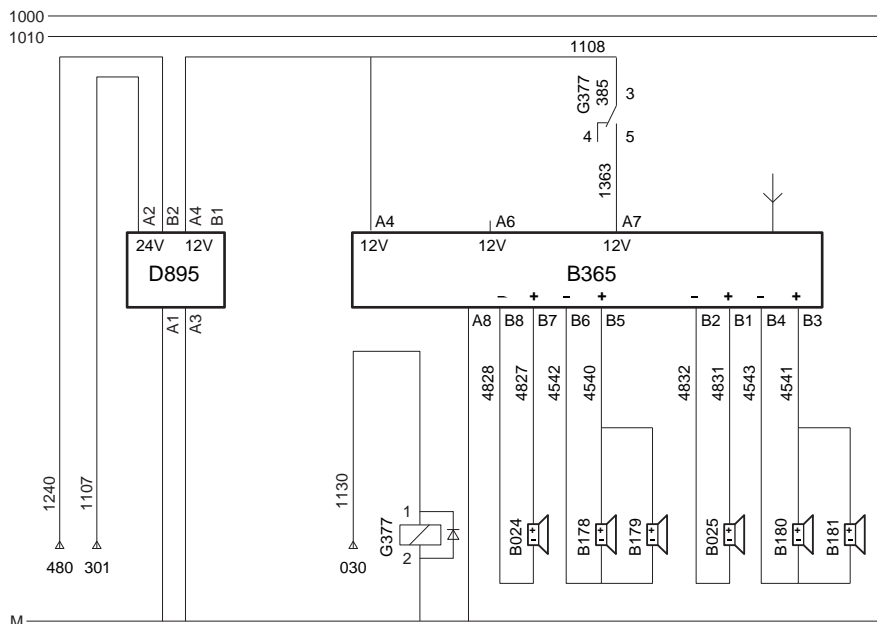 1000
1010
1108
G377
385
3
4
5
1363
A2
B2
A4
B1
A4
A6
A7
24V
12V
12V
12V
12V
D895
B365
A1
A3
–
+
–
+
–
+
–
+
A8
B8
B7
B6
B5
B2
B1
B4
B3
4828
4827
4542
4540
4832
4831
4543
4541
1240
1107
1130
1
G377
2
B024
B178
B179
B025
B180
B181
480
301
030
M